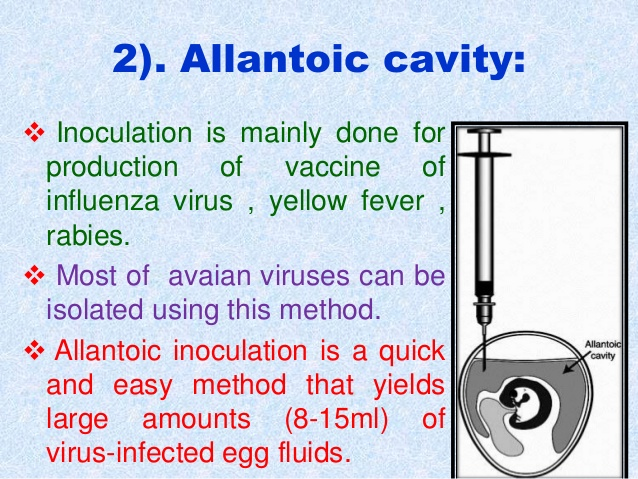 2). Allantoic cavity:
❖ Inoculation is mainly done for
production of vaccine of
influenza virus , yellow fever ,
rabies.
❖ Most of avaian viruses can be
isolated using this method.
❖ Allantoic inoculation is a quick
and easy method that yields
large amounts (8-15ml) of
virus-infected egg fluids.
Allantoic
cavity